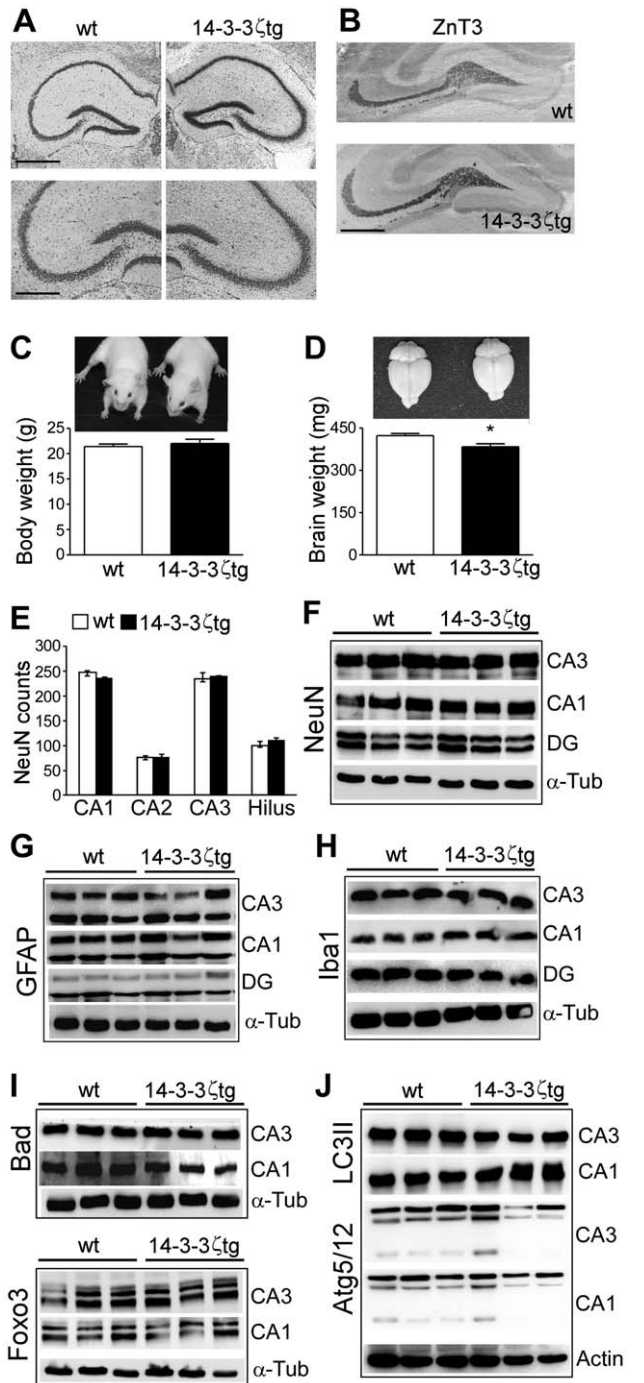 A
wt 14-3-3ζtg
B
ZnT3
wt
14-3-3ζtg
C
Body weight (g)
25
20
15
10
5
0
wt 14-3-3ζtg
D
Brain weight (mg)
450
300
150
0
*
wt 14-3-3ζtg
E
wt 14-3-3ζtg
NeuN counts
300
250
200
150
100
50
0
CA1 CA2 CA3 Hilus
F
wt 14-3-3ζtg
NeuN
CA3
CA1
DG
α-Tub
G
wt 14-3-3ζtg
GFAP
CA3
CA1
DG
α-Tub
H
wt 14-3-3ζtg
Iba1
CA3
CA1
DG
α-Tub
I
wt 14-3-3ζtg
Bad
CA3
CA1
α-Tub
wt 14-3-3ζtg
Foxo3
CA3
CA1
α-Tub
J
wt 14-3-3ζtg
LC3II
CA3
CA1
Atg5/12
CA3
CA1
Actin